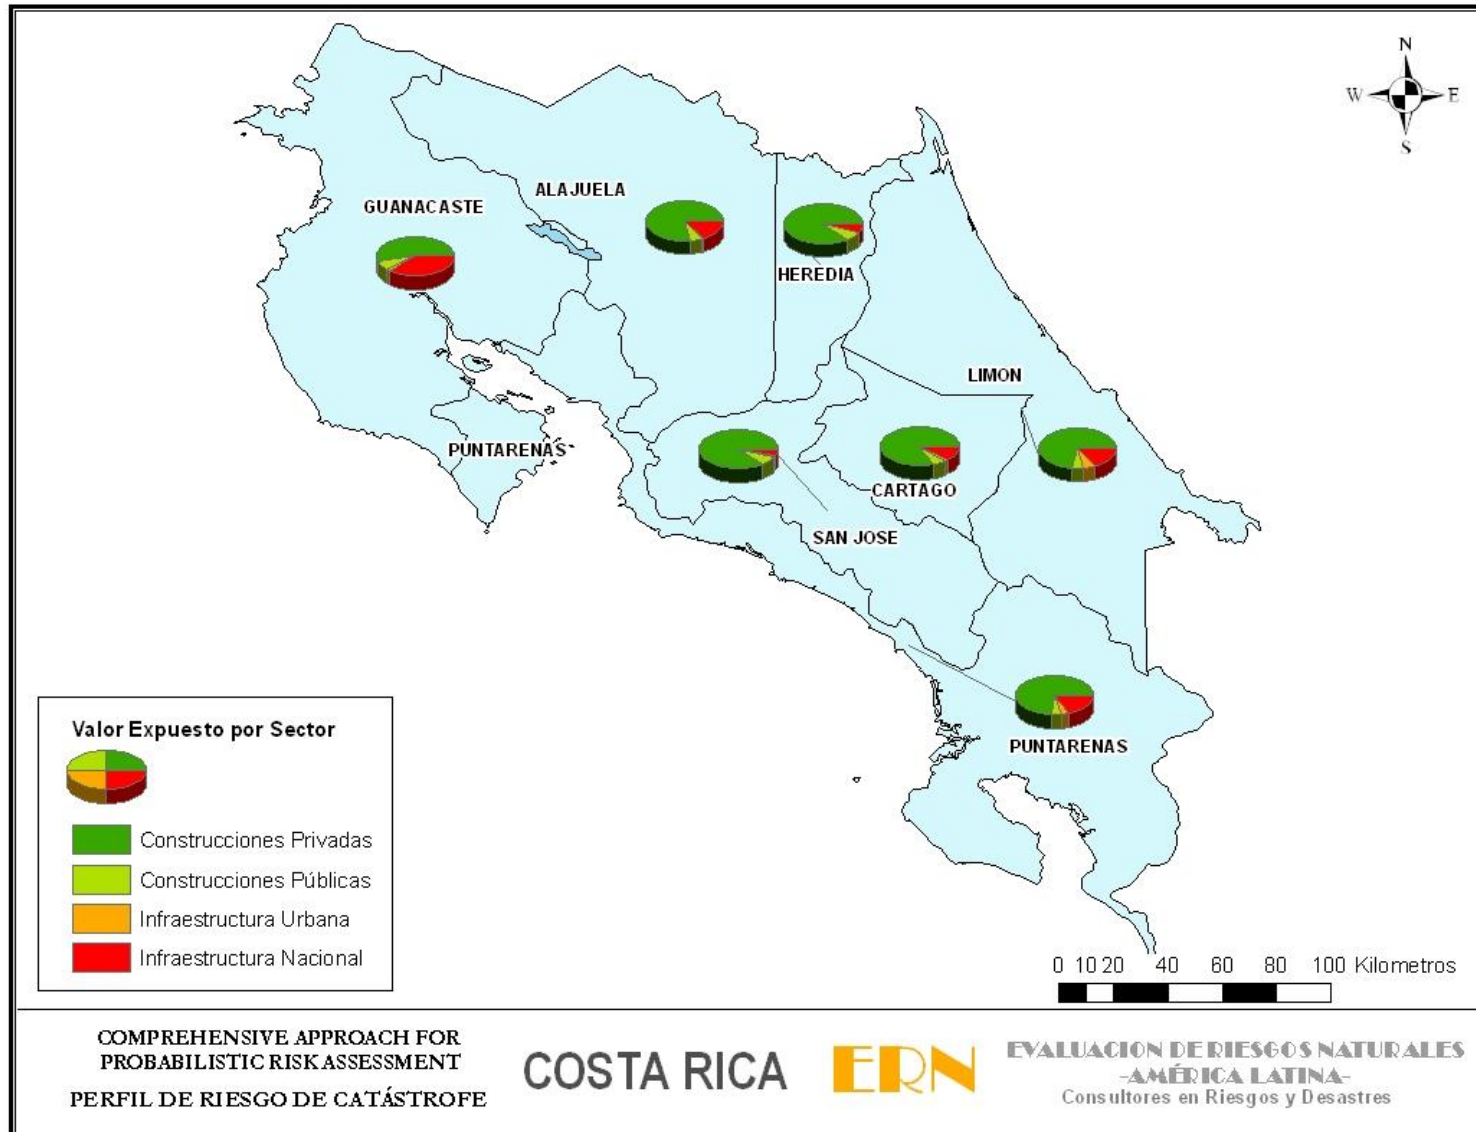 N
W E
S
ALAJUELA
GUANACASTE
HEREDIA
LIMON
PUNTARENAS
CARTAGO
SAN JOSE
PUNTARENAS
Valor Expuesto por Sector
Construcciones Privadas
Construcciones Públicas
Infraestructura Urbana
Infraestructura Nacional
0 10 20 40 60 80 100 Kilometros
COMPREHENSIVE APPROACH FOR
PROBABILISTIC RISK ASSESSMENT
PERFIL DE RIESGO DE CATÁSTROFE
COSTA RICA
ERN
EVALUACION DE RIESGOS NATURALES
-AMÉRICA LATINA-
Consultores en Riesgos y Desastres